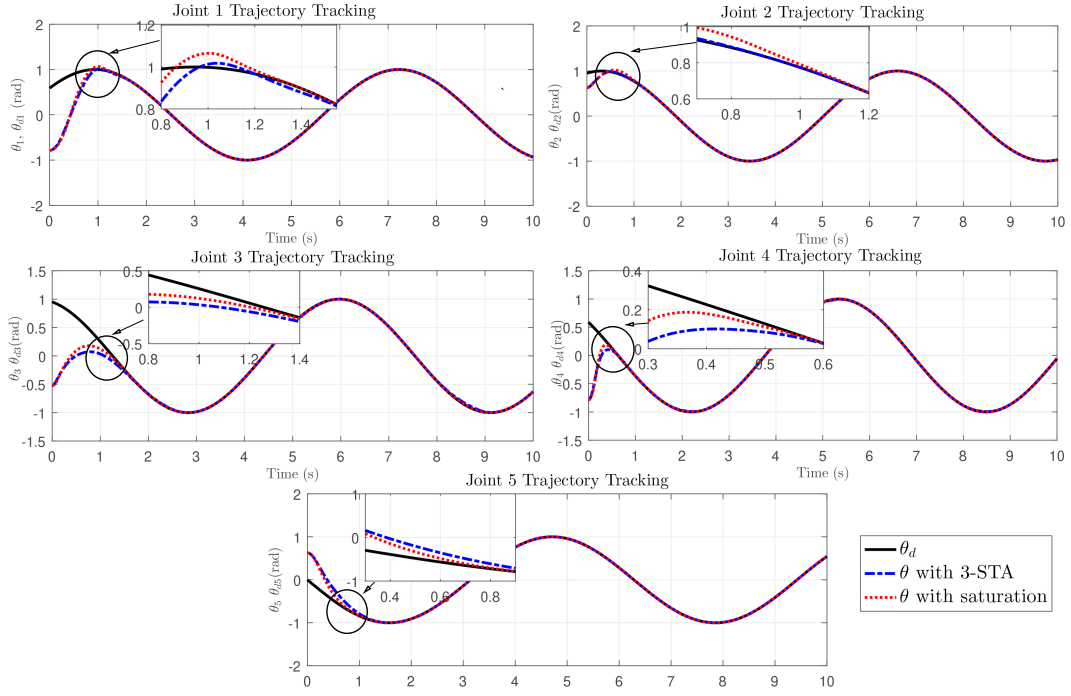 Joint 1 Trajectory Tracking
2
1
0
-1
-2
θ1, θd1 (rad)
1.2
1
0.8
0.8 1 1.2 1.4
0 1 2 3 4 5 6 7 8 9 10
Time (s)
Joint 2 Trajectory Tracking
2
1
0
-1
-2
θ2 θd2(rad)
1
0.8
0.6
0.8 1 1.2
0 1 2 3 4 5 6 7 8 9 10
Time (s)
Joint 3 Trajectory Tracking
1.5
1
0.5
0
-0.5
-1
-1.5
θ3 θd3(rad)
0.5
0
-0.5
0.8 1 1.2 1.4
0 1 2 3 4 5 6 7 8 9 10
Time (s)
Joint 4 Trajectory Tracking
1.5
1
0.5
0
-0.5
-1
-1.5
θ4 θd4(rad)
0.4
0.2
0
0.3 0.4 0.5 0.6
0 1 2 3 4 5 6 7 8 9 10
Time (s)
Joint 5 Trajectory Tracking
2
1
0
-1
-2
θ5 θd5(rad)
1
0
-1
0.4 0.6 0.8
0 1 2 3 4 5 6 7 8 9 10
θd
θ with 3-STA
θ with saturation